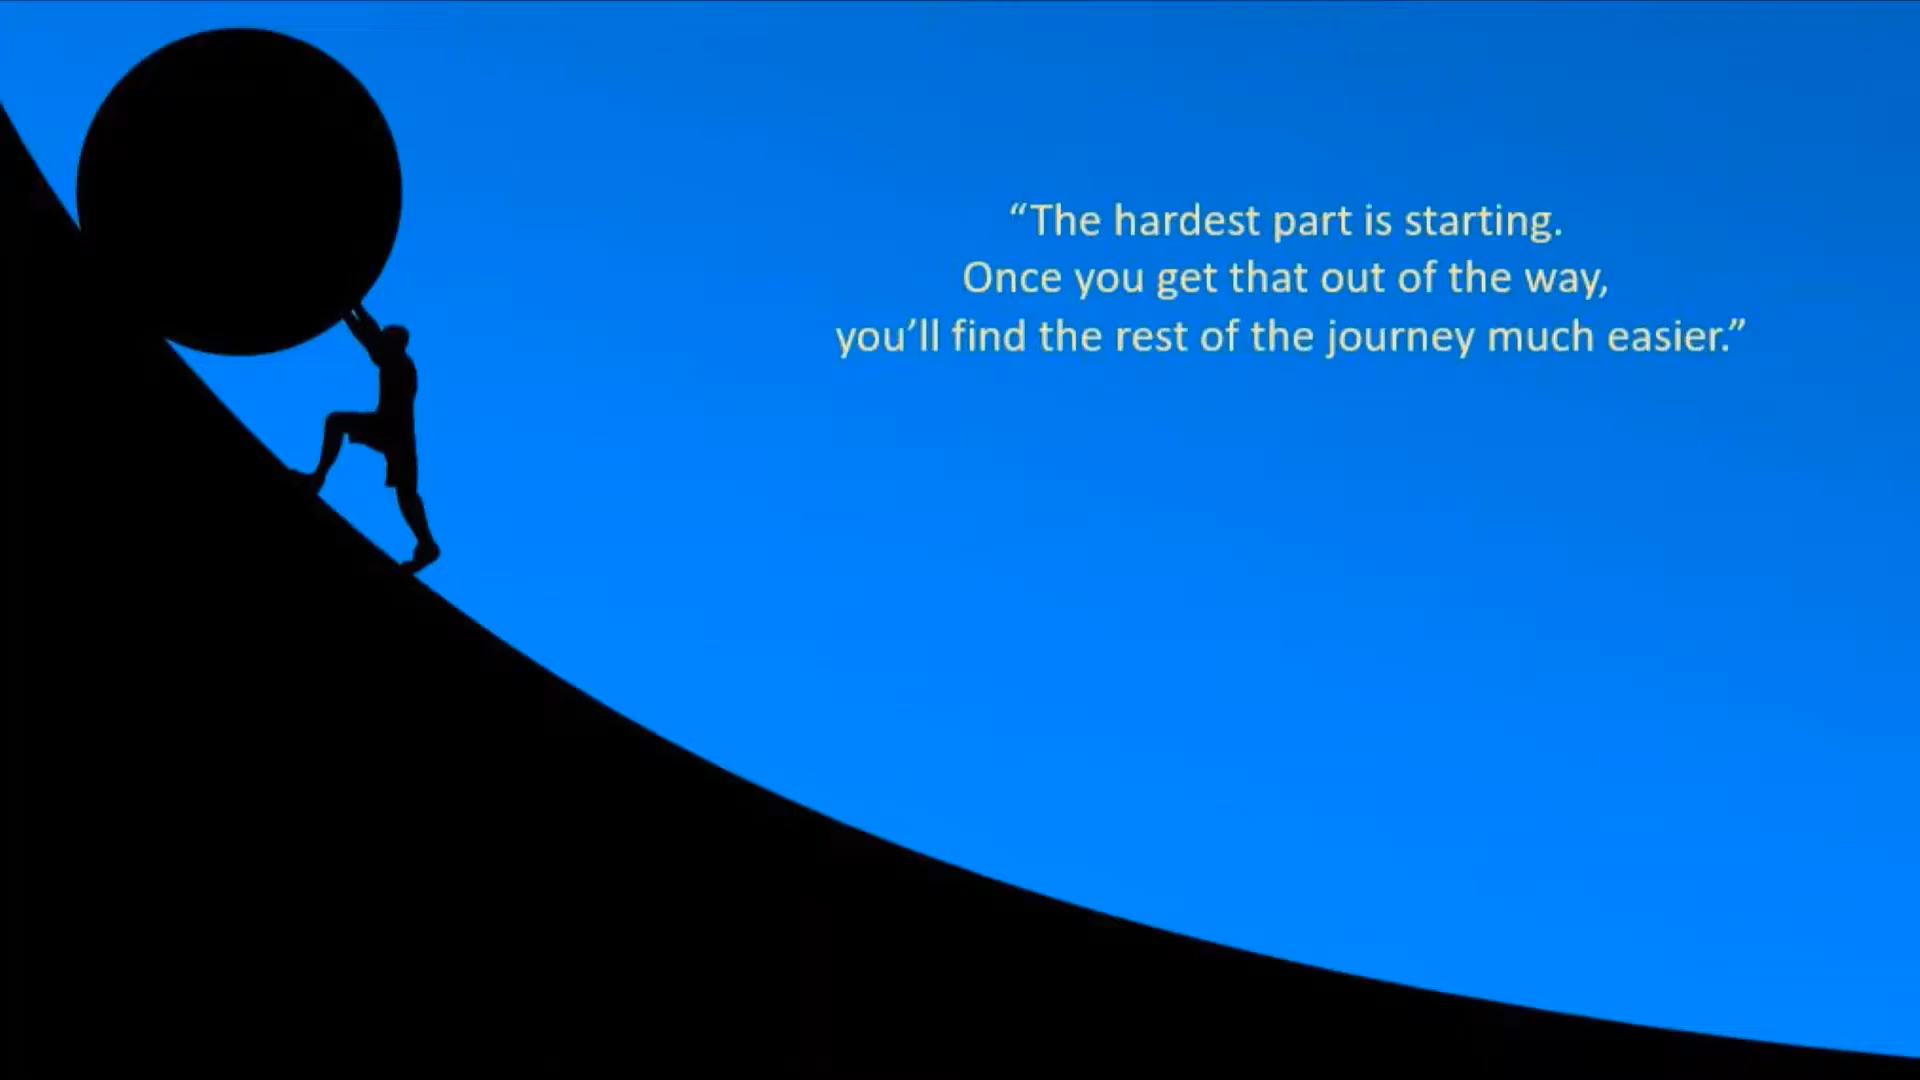 “The hardest part is starting.
Once you get that out of the way,
you’ll find the rest of the journey much easier.”